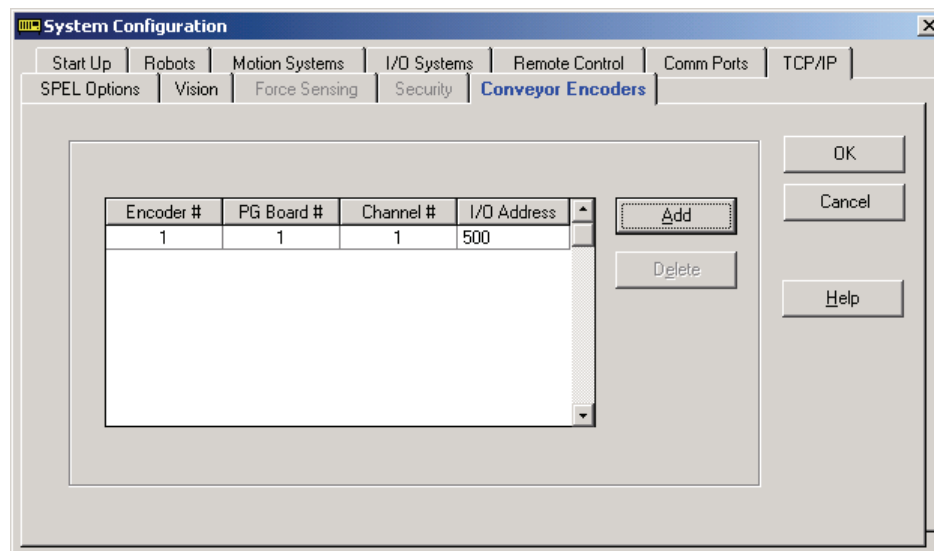 System Configuration
Start Up Robots Motion Systems I/O Systems Remote Control Comm Ports TCP/IP
SPEL Options Vision Force Sensing Security Conveyor Encoders
OK
Encoder # PG Board # Channel # I/O Address Add Cancel
1 1 1 500
Delete
Help